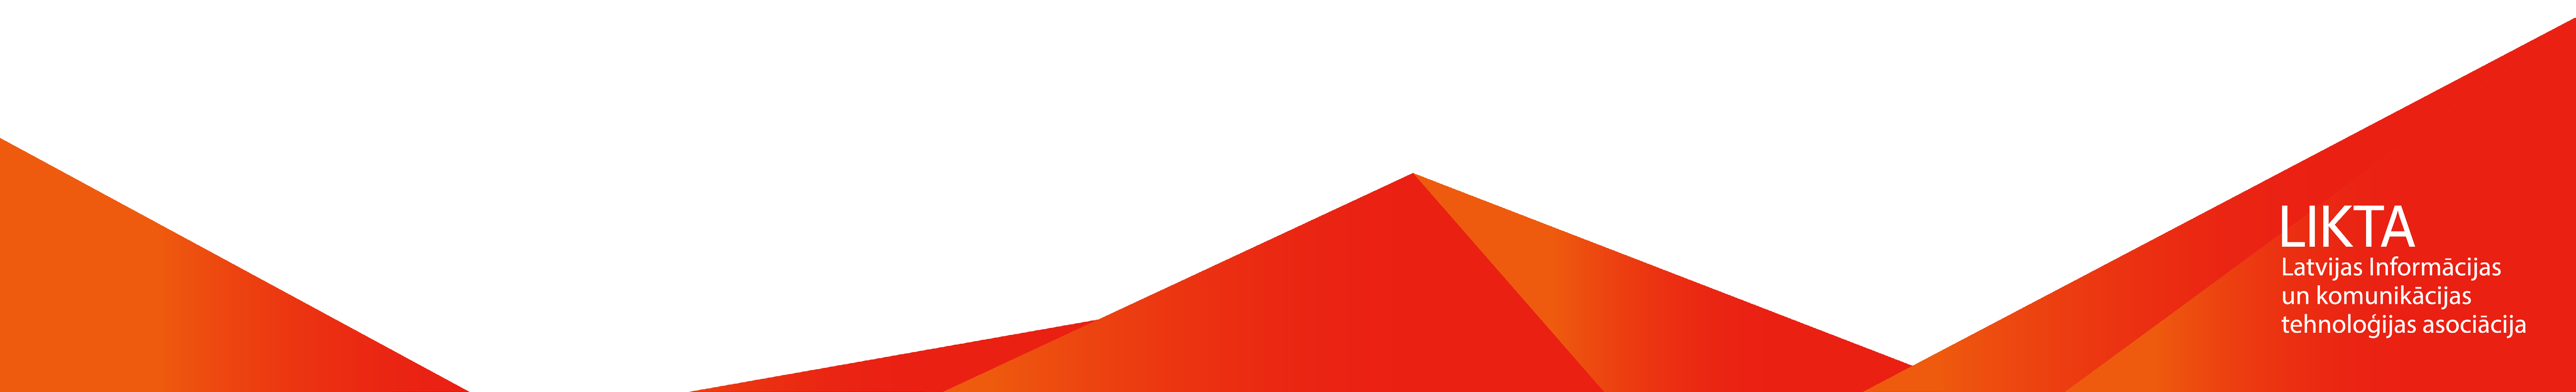 LIKTA
Latvijas Informācijas
un komunikācijas
tehnoloģijas asociācija